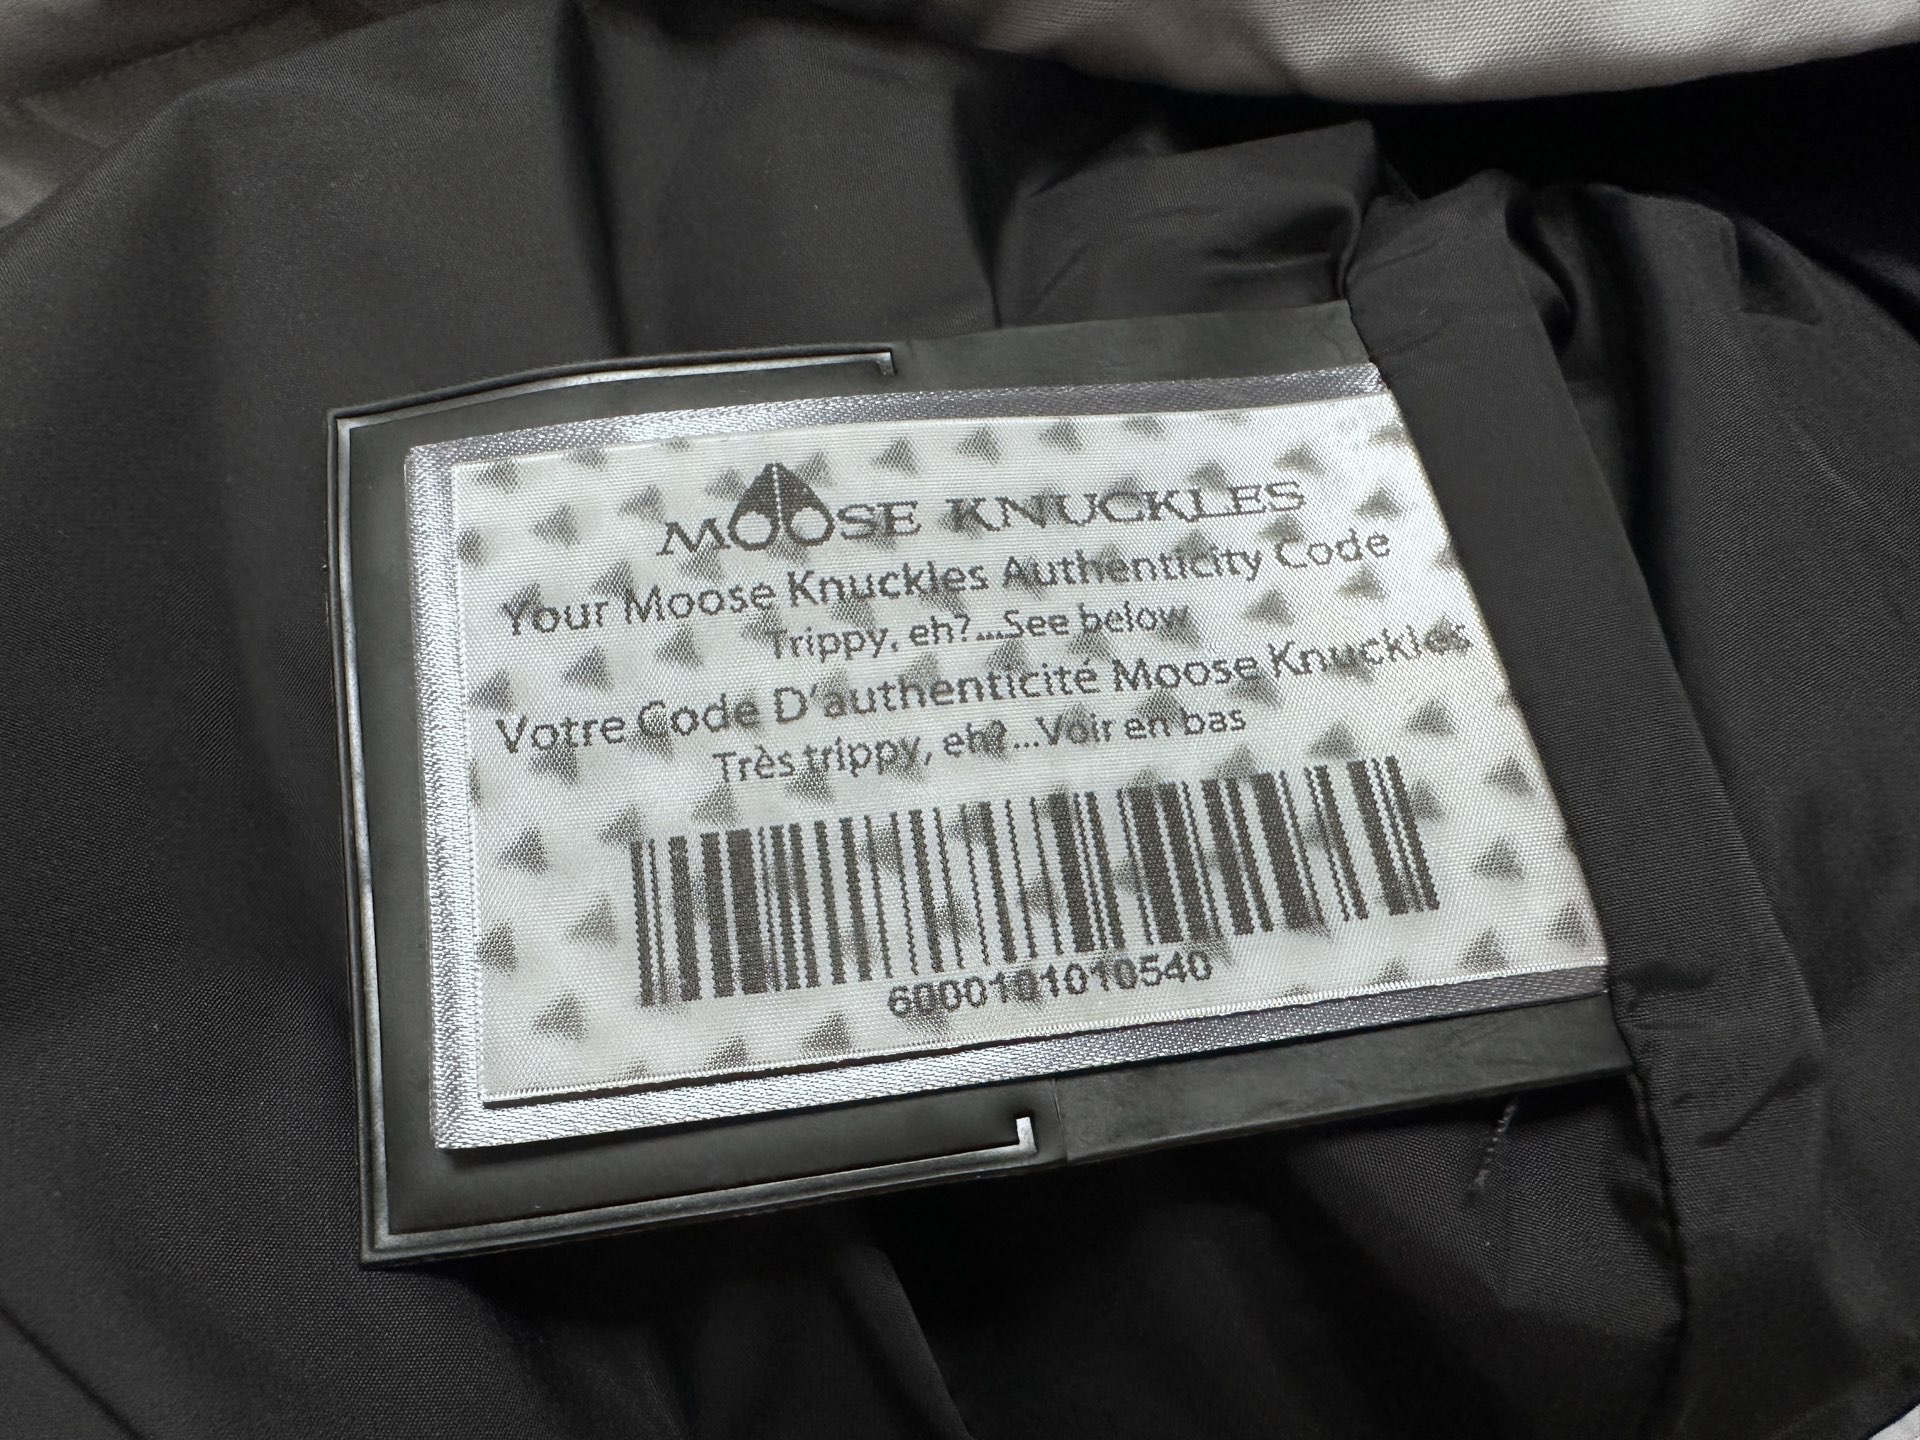 MOOSE KNUCKLES
Your Moose Knuckles Authenticity Code
Trippy, eh?...See below
Votre Code D'authenticité Moose Knuckles
Très trippy, eh?...Voir en bas
6000101010540